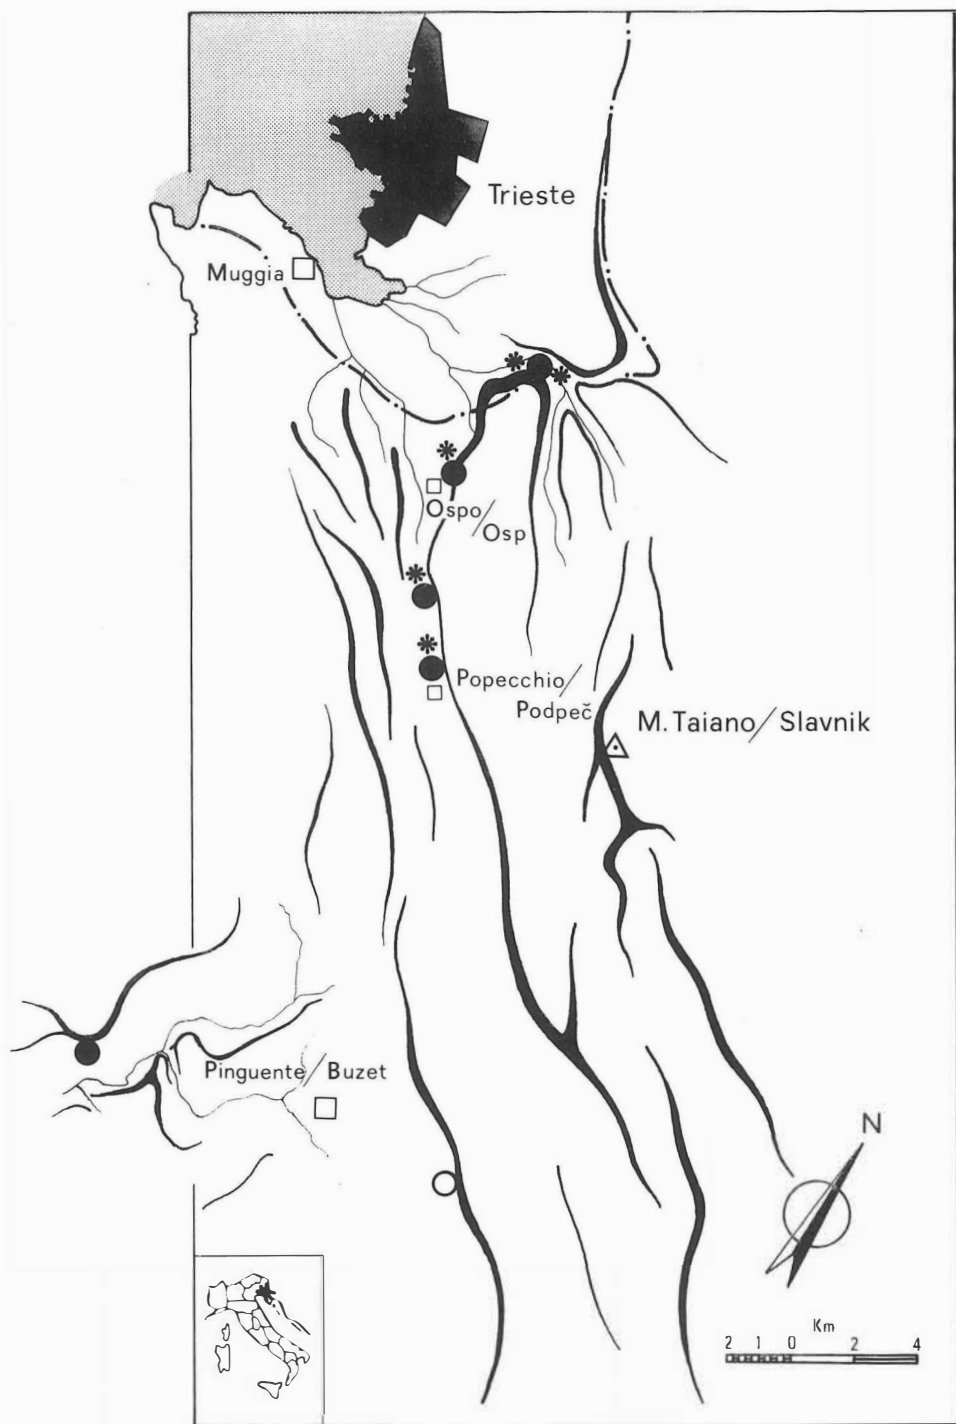 Trieste
Muggia
Ospo/
Osp
Popecchio/
Podpeč
M. Taiano/Slavnik
Pinguente/Buzet
N
Km
2 1 0 2 4